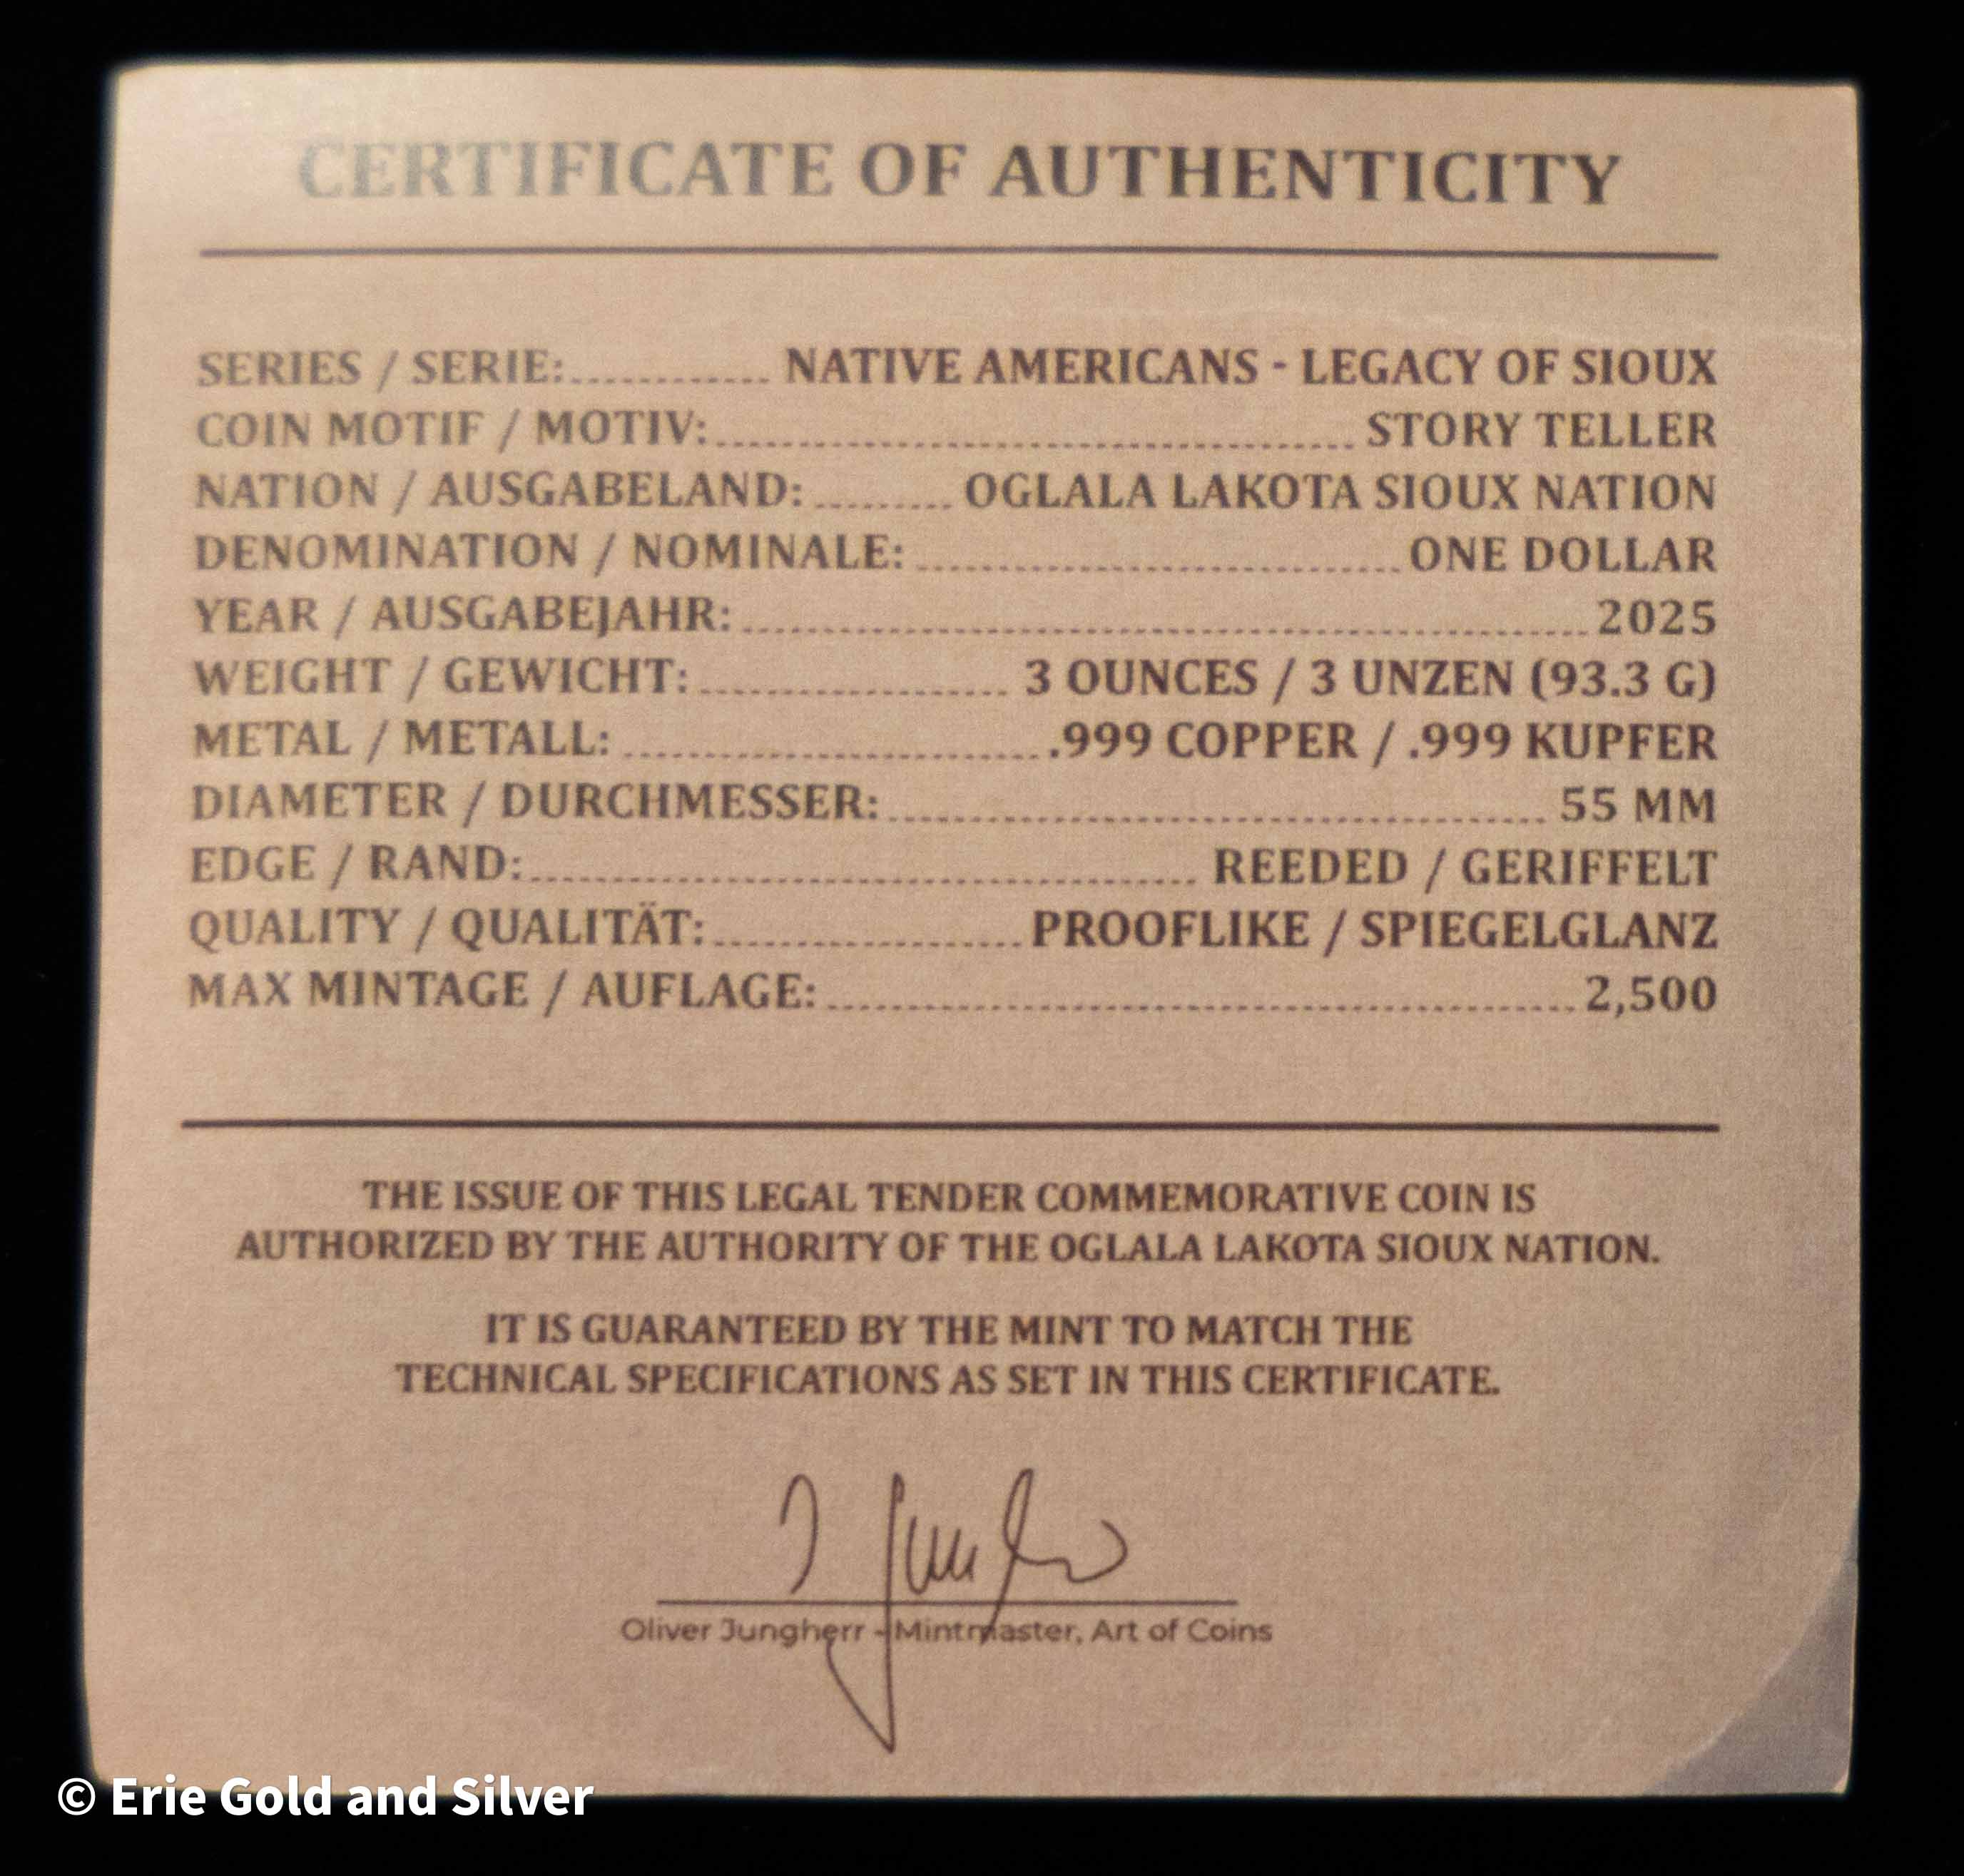 CERTIFICATE OF AUTHENTICITY
SERIES / SERIE:............ NATIVE AMERICANS - LEGACY OF SIOUX
COIN MOTIF / MOTIV:....................................... STORY TELLER
NATION / AUSGABELAND:......... OGLALA LAKOTA SIOUX NATION
DENOMINATION / NOMINALE:.............................. ONE DOLLAR
YEAR / AUSGABEJAHR:.................................................... 2025
WEIGHT / GEWICHT:................... 3 OUNCES / 3 UNZEN (93.3 G)
METAL / METALL:.......................... .999 COPPER / .999 KUPFER
DIAMETER / DURCHMESSER:........................................ 55 MM
EDGE / RAND:......................................... REEDED / GERIFFELT
QUALITY / QUALITÄT:................... PROOFLIKE / SPIEGELGLANZ
MAX MINTAGE / AUFLAGE:.............................................. 2,500
THE ISSUE OF THIS LEGAL TENDER COMMEMORATIVE COIN IS
AUTHORIZED BY THE AUTHORITY OF THE OGLALA LAKOTA SIOUX NATION.
IT IS GUARANTEED BY THE MINT TO MATCH THE
TECHNICAL SPECIFICATIONS AS SET IN THIS CERTIFICATE.
Oliver Jungherr - Mintmaster, Art of Coins
© Erie Gold and Silver